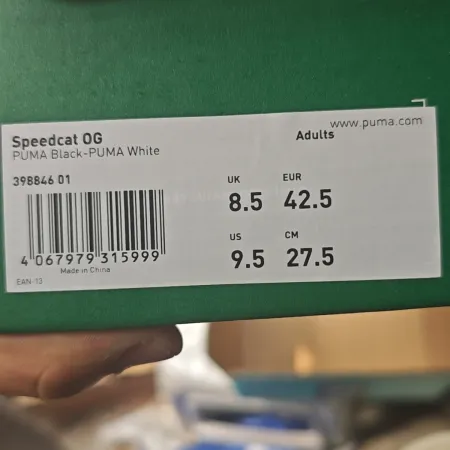 www.puma.com
Speedcat OG
Adults
PUMA Black-PUMA White
398846 01
UK EUR
8.5 42.5
US CM
9.5 27.5
4 067979 315999
Made in China
EAN-13